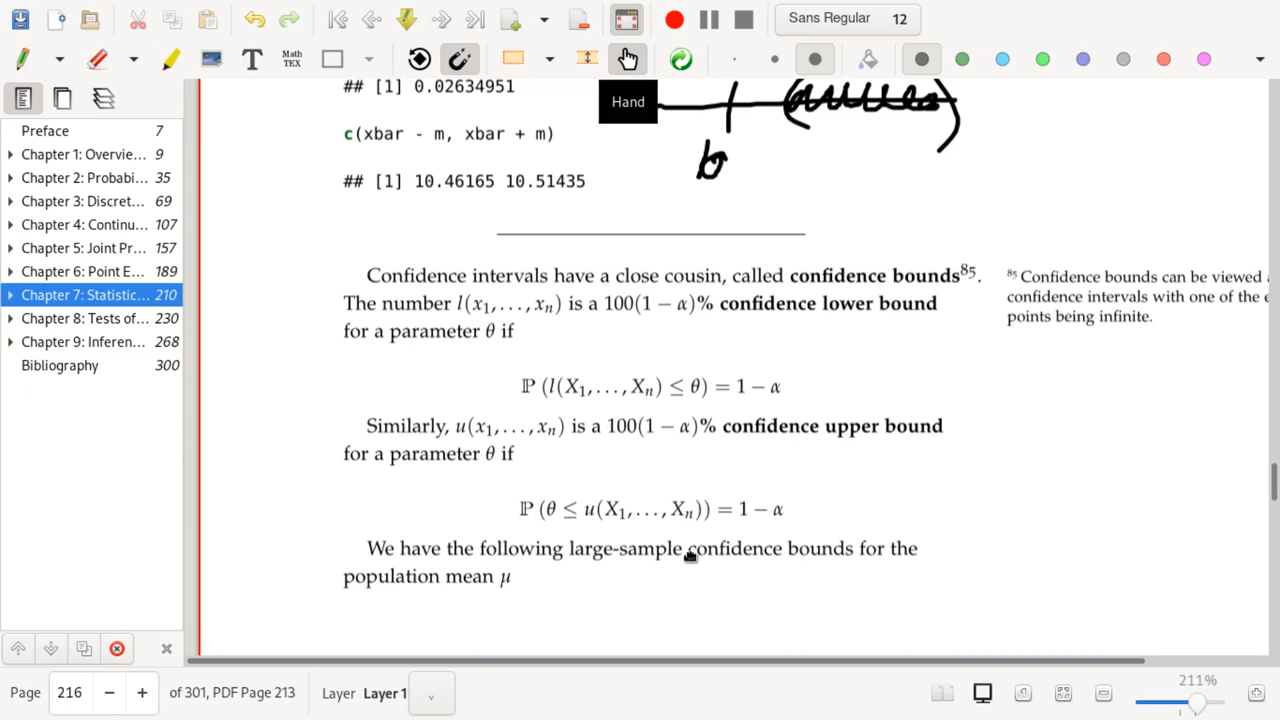 Sans Regular 12
T Math TEX
Hand
Preface 7
Chapter 1: Overvie... 9
Chapter 2: Probabi... 35
Chapter 3: Discret... 69
Chapter 4: Continu... 107
Chapter 5: Joint Pr... 157
Chapter 6: Point E... 189
Chapter 7: Statistic... 210
Chapter 8: Tests of... 230
Chapter 9: Inferen... 268
Bibliography 300
## [1] 0.02634951
c(xbar - m, xbar + m)
b
## [1] 10.46165 10.51435
Confidence intervals have a close cousin, called confidence bounds⁸⁵.
The number l(x₁, . . . , xₙ) is a 100(1 − α)% confidence lower bound
for a parameter θ if
ℙ (l(X₁, . . . , Xₙ) ≤ θ) = 1 − α
Similarly, u(x₁, . . . , xₙ) is a 100(1 − α)% confidence upper bound
for a parameter θ if
ℙ (θ ≤ u(X₁, . . . , Xₙ)) = 1 − α
We have the following large-sample confidence bounds for the
population mean μ
⁸⁵ Confidence bounds can be viewed
confidence intervals with one of the e
points being infinite.
Page 216 − + of 301, PDF Page 213 Layer Layer 1 211%